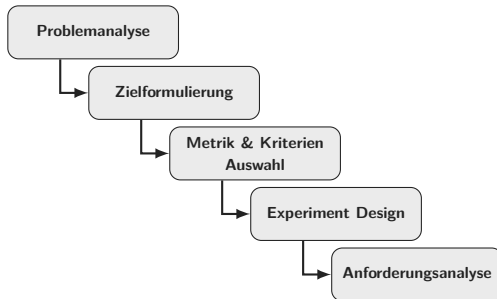 Problemanalyse
Zielformulierung
Metrik & Kriterien
Auswahl
Experiment Design
Anforderungsanalyse